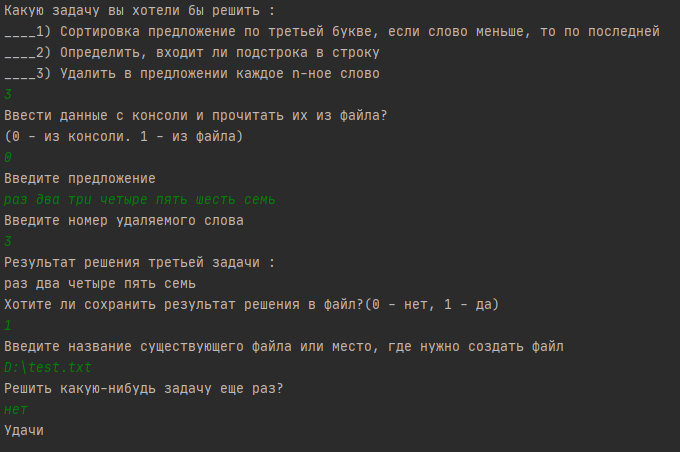 Какую задачу вы хотели бы решить :
____1) Сортировка предложение по третьей букве, если слово меньше, то по последней
____2) Определить, входит ли подстрока в строку
____3) Удалить в предложении каждое n-ное слово
3
Ввести данные с консоли и прочитать их из файла?
(0 - из консоли. 1 - из файла)
0
Введите предложение
раз два три четыре пять шесть семь
Введите номер удаляемого слова
3
Результат решения третьей задачи :
раз два четыре пять семь
Хотите ли сохранить результат решения в файл?(0 - нет, 1 - да)
1
Введите название существующего файла или место, где нужно создать файл
D:\test.txt
Решить какую-нибудь задачу еще раз?
нет
Удачи